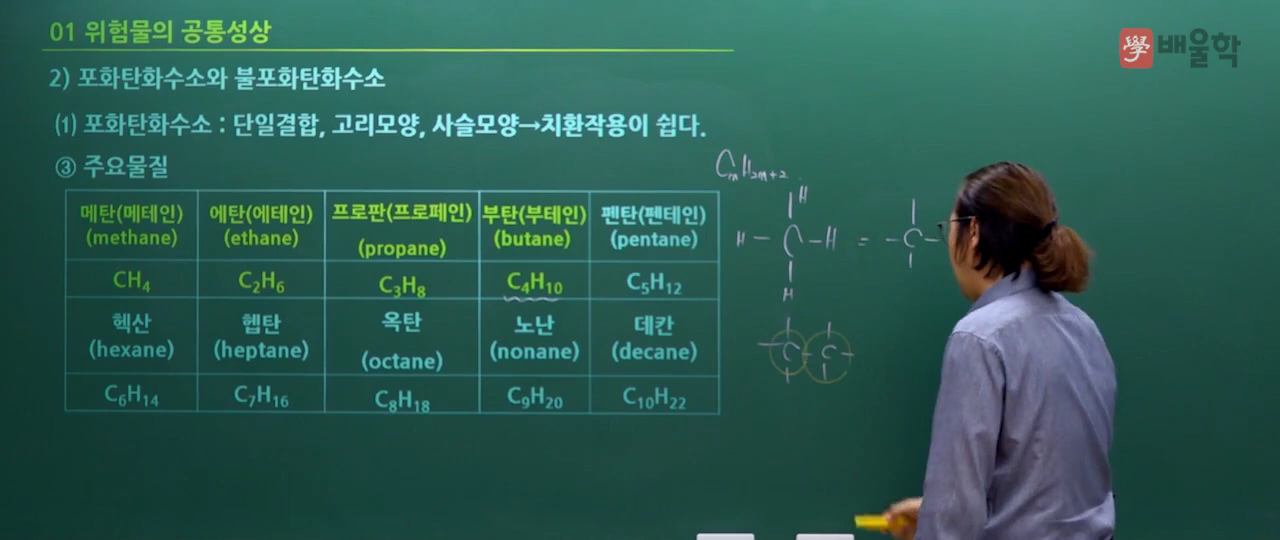 01 위험물의 공통성상
學 배울학
2) 포화탄화수소와 불포화탄화수소
(1) 포화탄화수소 : 단일결합, 고리모양, 사슬모양→치환작용이 쉽다.
③ 주요물질
메탄(메테인) (methane)
에탄(에테인) (ethane)
프로판(프로페인) (propane)
부탄(부테인) (butane)
펜탄(펜테인) (pentane)
CH₄ C₂H₆ C₃H₈ C₄H₁₀ C₅H₁₂
헥산 (hexane)
헵탄 (heptane)
옥탄 (octane)
노난 (nonane)
데칸 (decane)
C₆H₁₄ C₇H₁₆ C₈H₁₈ C₉H₂₀ C₁₀H₂₂
CₙH₂ₙ₊₂
H
H – C – H = – C –
H
C C